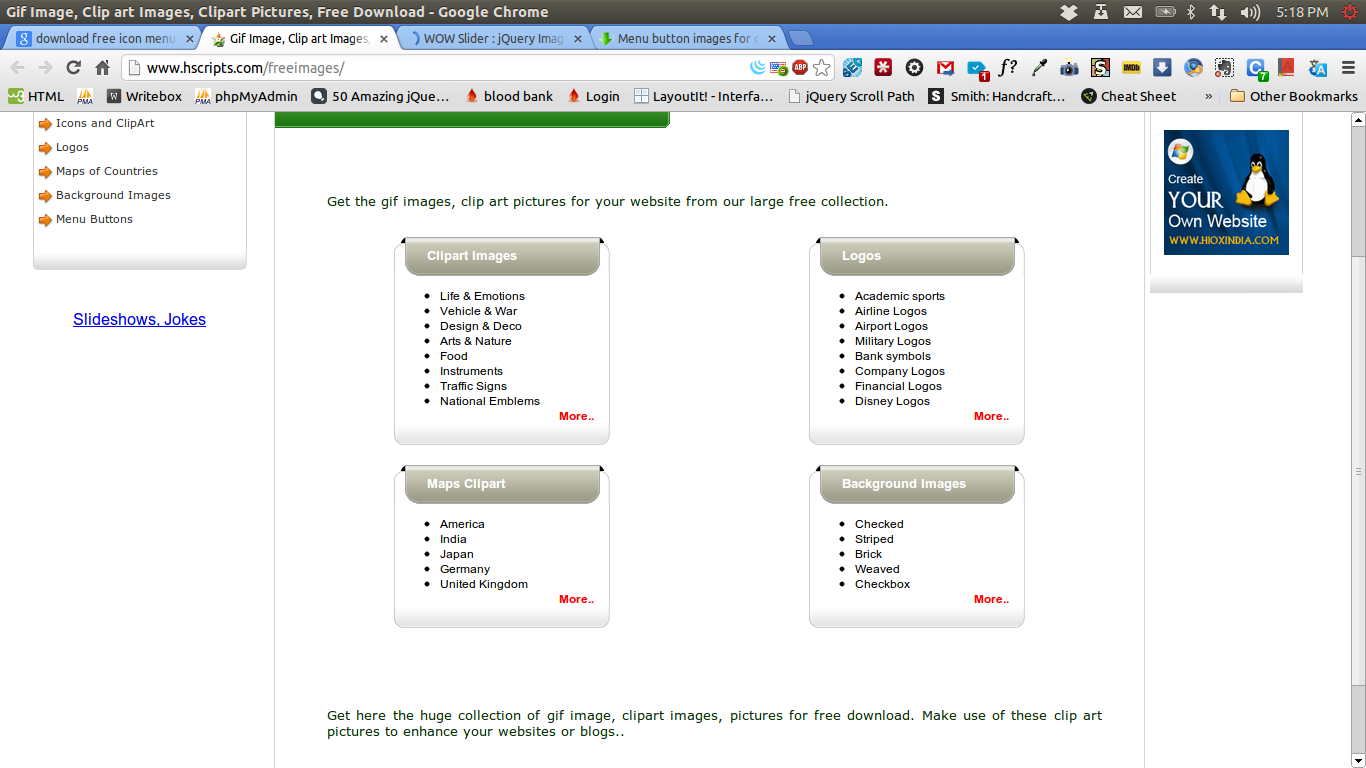 Gif Image, Clip art Images, Clipart Pictures, Free Download - Google Chrome
5:18 PM
download free icon menu
Gif Image, Clip art Images,
WOW Slider : jQuery Imag
Menu button images for
www.hscripts.com/freeimages/
ABP
IMDb
1
f?
S
7
HTML
PMA
Writebox
PMA
phpMyAdmin
50 Amazing jQue...
blood bank
Login
LayoutIt! - Interfa...
jQuery Scroll Path
Smith: Handcraft...
Cheat Sheet
»
Other Bookmarks
Icons and ClipArt
Logos
Maps of Countries
Background Images
Menu Buttons
Slideshows, Jokes
Get the gif images, clip art pictures for your website from our large free collection.
Clipart Images
Life & Emotions
Vehicle & War
Design & Deco
Arts & Nature
Food
Instruments
Traffic Signs
National Emblems
More..
Logos
Academic sports
Airline Logos
Airport Logos
Military Logos
Bank symbols
Company Logos
Financial Logos
Disney Logos
More..
Maps Clipart
America
India
Japan
Germany
United Kingdom
More..
Background Images
Checked
Striped
Brick
Weaved
Checkbox
More..
Get here the huge collection of gif image, clipart images, pictures for free download. Make use of these clip art
pictures to enhance your websites or blogs..
Create
YOUR
Own Website
WWW.HIOXINDIA.COM